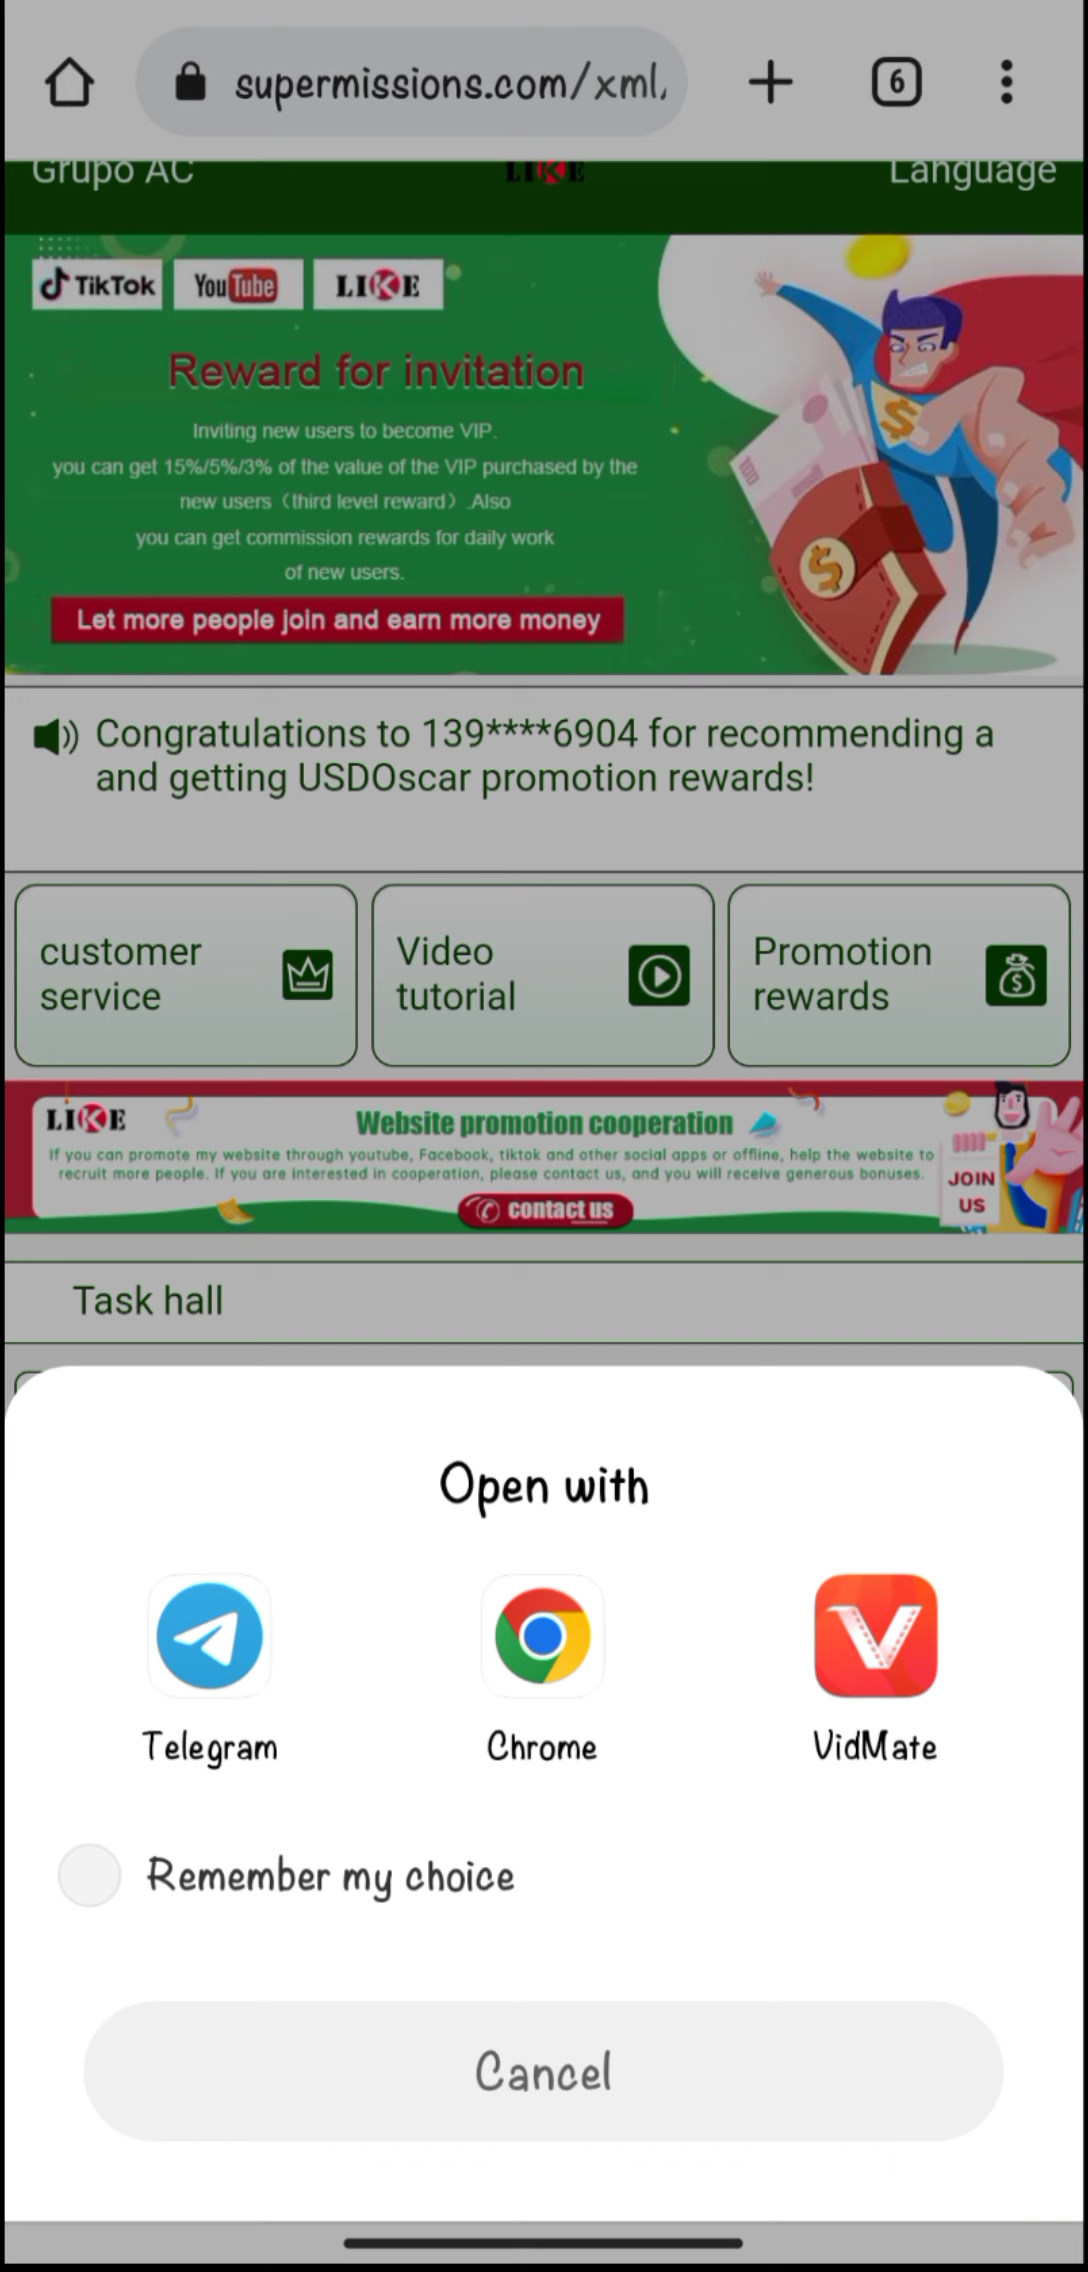 supermissions.com/xml,
6
Grupo AC
LIKE
Language
TikTok
YouTube
LIKE
Reward for invitation
Inviting new users to become VIP.
you can get 15%/5%/3% of the value of the VIP purchased by the
new users（third level reward）.Also
you can get commission rewards for daily work
of new users.
Let more people join and earn more money
100
$
$
Congratulations to 139****6904 for recommending a
and getting USDOscar promotion rewards!
customer
service
Video
tutorial
Promotion
rewards
$
LIKE
Website promotion cooperation
If you can promote my website through youtube, Facebook, tiktok and other social apps or offline, help the website to
recruit more people. If you are interested in cooperation, please contact us, and you will receive generous bonuses.
contact us
JOIN
US
Task hall
Open with
Telegram
Chrome
VidMate
Remember my choice
Cancel